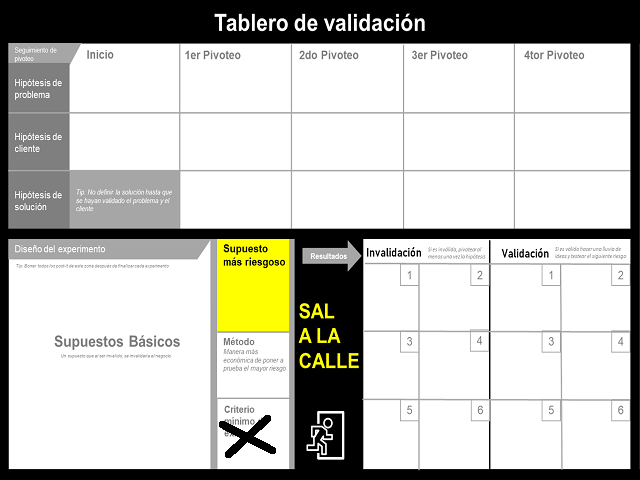 Tablero de validación
Seguimiento de
pivoteo
Inicio
1er Pivoteo
2do Pivoteo
3er Pivoteo
4tor Pivoteo
Hipótesis de
problema
Hipótesis de
cliente
Hipótesis de
solución
Tip: No definir la solución hasta que
se hayan validado el problema y el
cliente
Diseño del experimento
Tip: Borrar todos los post-it de esta zona después de finalizar cada experimento
Supuestos Básicos
Un supuesto que al ser inválido, se invalidaría el negocio
Supuesto
más riesgoso
Método
Manera más
económica de poner a
prueba el mayor riesgo
Criterio
mínimo
Resultados
SAL
A LA
CALLE
Invalidación
Si es inválido, pivotear al
menos una vez la hipótesis
Validación
Si es válido hacer una lluvia de
ideas y testear el siguiente riesgo
1
2
1
2
3
4
3
4
5
6
5
6